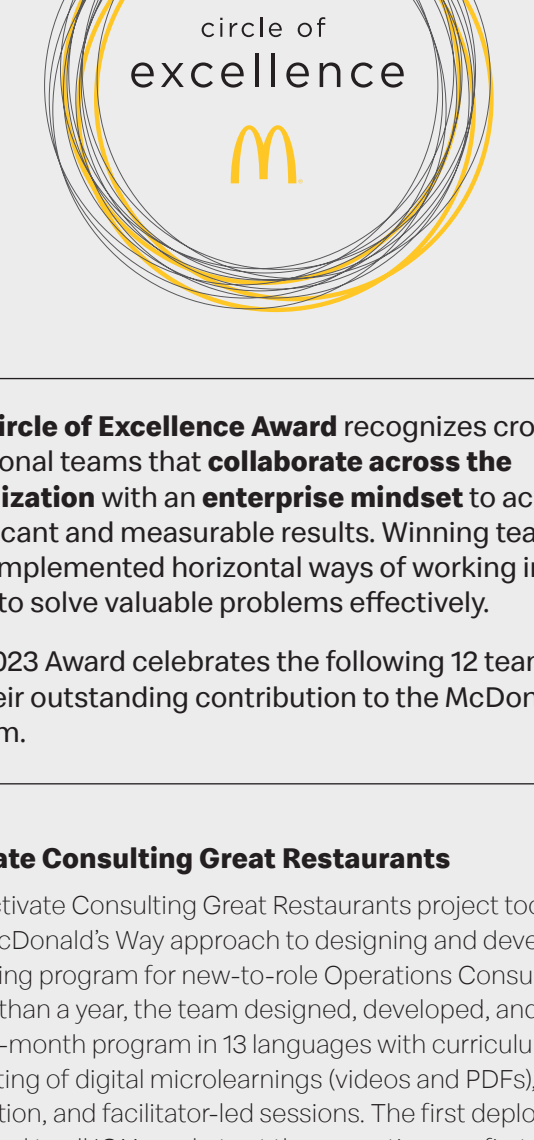 circle of
excellence
ircle of Excellence Award recognizes cro
onal teams that collaborate across the
ization with an enterprise mindset to ac
cant and measurable results. Winning tea
mplemented horizontal ways of working i
to solve valuable problems effectively.
023 Award celebrates the following 12 tean
eir outstanding contribution to the McDon
m.
ate Consulting Great Restaurants
ctivate Consulting Great Restaurants project too
cDonald’s Way approach to designing and deve
ing program for new-to-role Operations Consu
than a year, the team designed, developed, and
-month program in 13 languages with curriculu
ting of digital microlearnings (videos and PDFs),
tion, and facilitator-led sessions. The first deplo